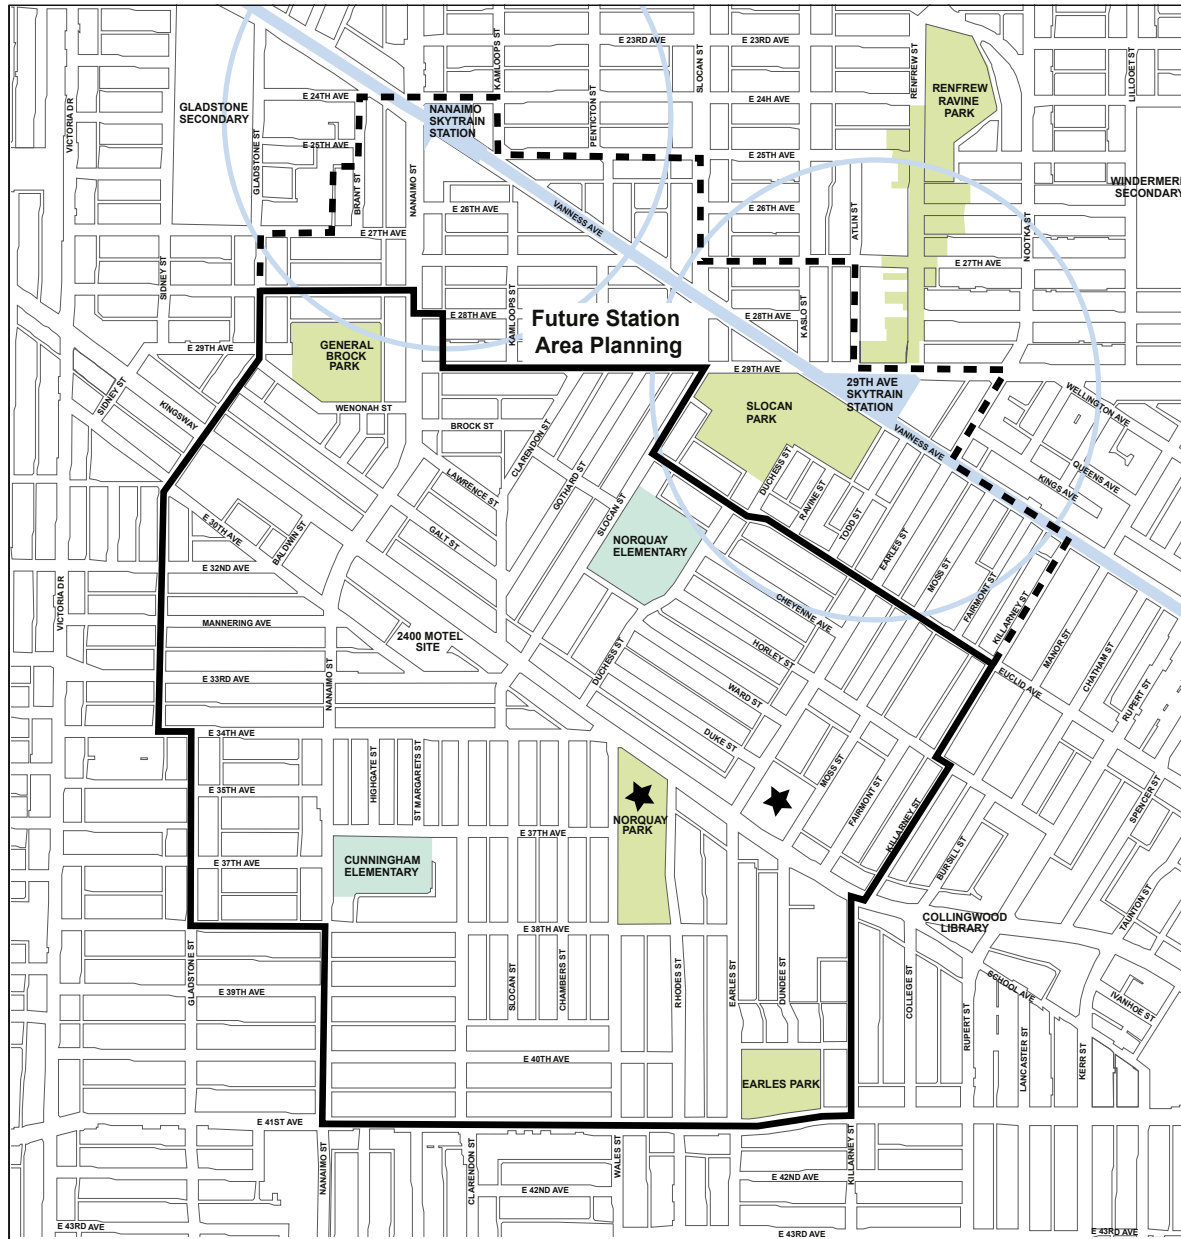 E 23RD AVE
E 23RD AVE
KAMLOOPS ST
SLOCAN ST
RENFREW ST
LILLOOET ST
VICTORIA DR
GLADSTONE
SECONDARY
E 24TH AVE
NANAIMO
SKYTRAIN
STATION
PENTICTON ST
E 24H AVE
RENFREW
RAVINE
PARK
GLADSTONE ST
E 25TH AVE
BRANT ST
NANAIMO ST
E 25TH AVE
WINDERMERE
SECONDARY
E 26TH AVE
VANNESS AVE
E 26TH AVE
ATLIN ST
NOOTKA ST
E 27TH AVE
E 27TH AVE
SIDNEY ST
KAMLOOPS ST
E 28TH AVE
Future Station
Area Planning
E 28TH AVE
KASLO ST
E 29TH AVE
GENERAL
BROCK
PARK
E 29TH AVE
29TH AVE
SKYTRAIN
STATION
SIDNEY ST
KINGSWAY
WENONAH ST
BROCK ST
SLOCAN
PARK
WELLINGTON AVE
VANNESS AVE
CLARENDON ST
GOTHARD ST
SLOCAN ST
LAWRENCE ST
GALT ST
DUCHESS ST
RAVINE ST
TODD ST
EARLES ST
MOSS ST
FAIRMONT ST
KILLARNEY ST
KINGS AVE
QUEENS AVE
E 30TH AVE
BALDWIN ST
NORQUAY
ELEMENTARY
E 32ND AVE
VICTORIA DR
MANNERING AVE
2400 MOTEL
SITE
CHEYENNE AVE
HORLEY ST
WARD ST
DUKE ST
DUCHESS ST
MANOR ST
CHATHAM ST
RUPERT ST
EUCLID AVE
E 33RD AVE
NANAIMO ST
E 34TH AVE
HIGHGATE ST
ST MARGARETS ST
MOSS ST
FAIRMONT ST
KILLARNEY ST
SPENCER ST
E 35TH AVE
NORQUAY
PARK
E 37TH AVE
E 37TH AVE
CUNNINGHAM
ELEMENTARY
BURSILL ST
TAUNTON ST
COLLINGWOOD
LIBRARY
E 38TH AVE
GLADSTONE ST
SLOCAN ST
CHAMBERS ST
RHODES ST
EARLES ST
DUNDEE ST
COLLEGE ST
SCHOOL AVE
IVANHOE ST
E 39TH AVE
RUPERT ST
LANCASTER ST
KERR ST
E 40TH AVE
EARLES PARK
E 41ST AVE
NANAIMO ST
CLARENDON ST
WALES ST
KILLARNEY ST
E 42ND AVE
E 42ND AVE
E 43RD AVE
E 43RD AVE
E 43RD AVE